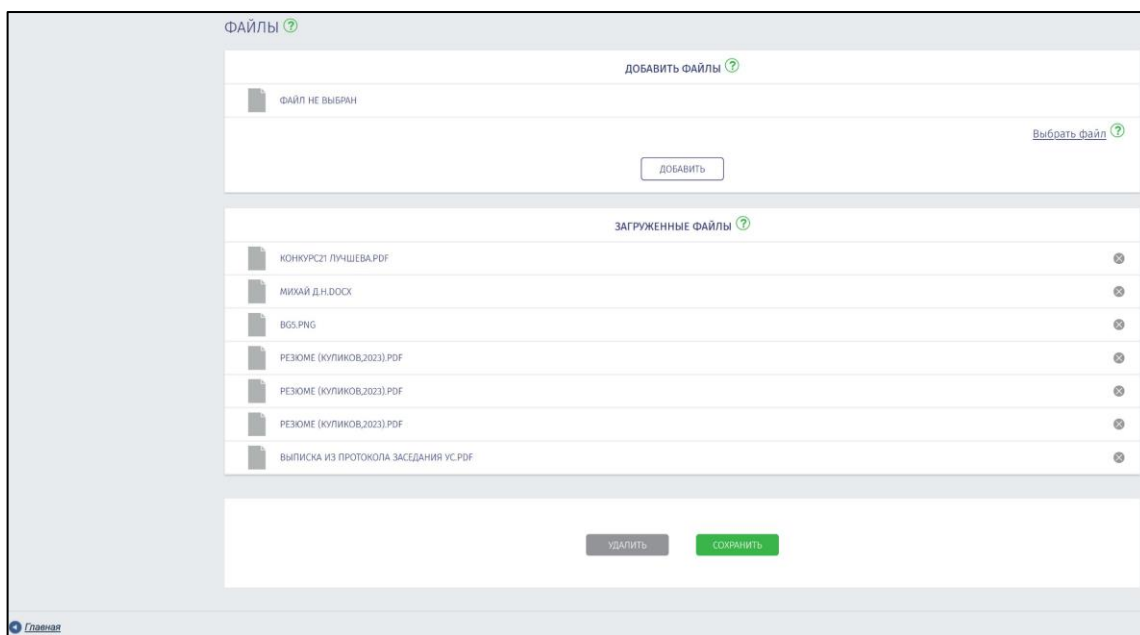 ФАЙЛЫ ?
ДОБАВИТЬ ФАЙЛЫ ?
ФАЙЛ НЕ ВЫБРАН
Выбрать файл ?
ДОБАВИТЬ
ЗАГРУЖЕННЫЕ ФАЙЛЫ ?
КОНКУРС21 ЛУЧШЕВА.PDF
МИХАЙ Д.Н.DOCX
BG5.PNG
РЕЗЮМЕ (КУЛИКОВ,2023).PDF
РЕЗЮМЕ (КУЛИКОВ,2023).PDF
РЕЗЮМЕ (КУЛИКОВ,2023).PDF
ВЫПИСКА ИЗ ПРОТОКОЛА ЗАСЕДАНИЯ УС.PDF
УДАЛИТЬ СОХРАНИТЬ
Главная